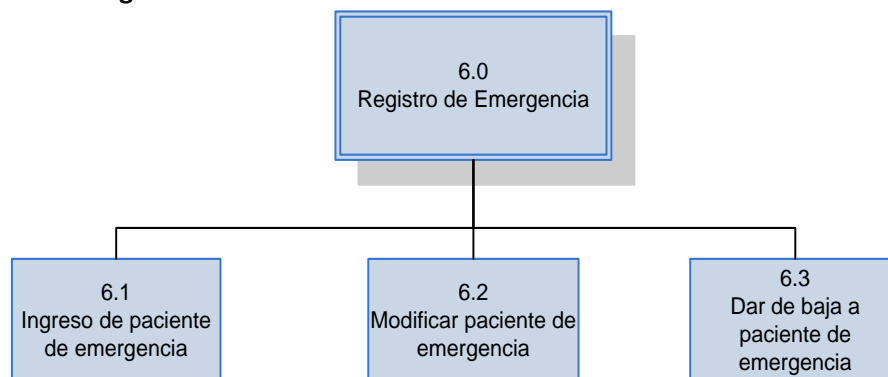 6.0
Registro de Emergencia
6.1
Ingreso de paciente
de emergencia
6.2
Modificar paciente de
emergencia
6.3
Dar de baja a
paciente de
emergencia